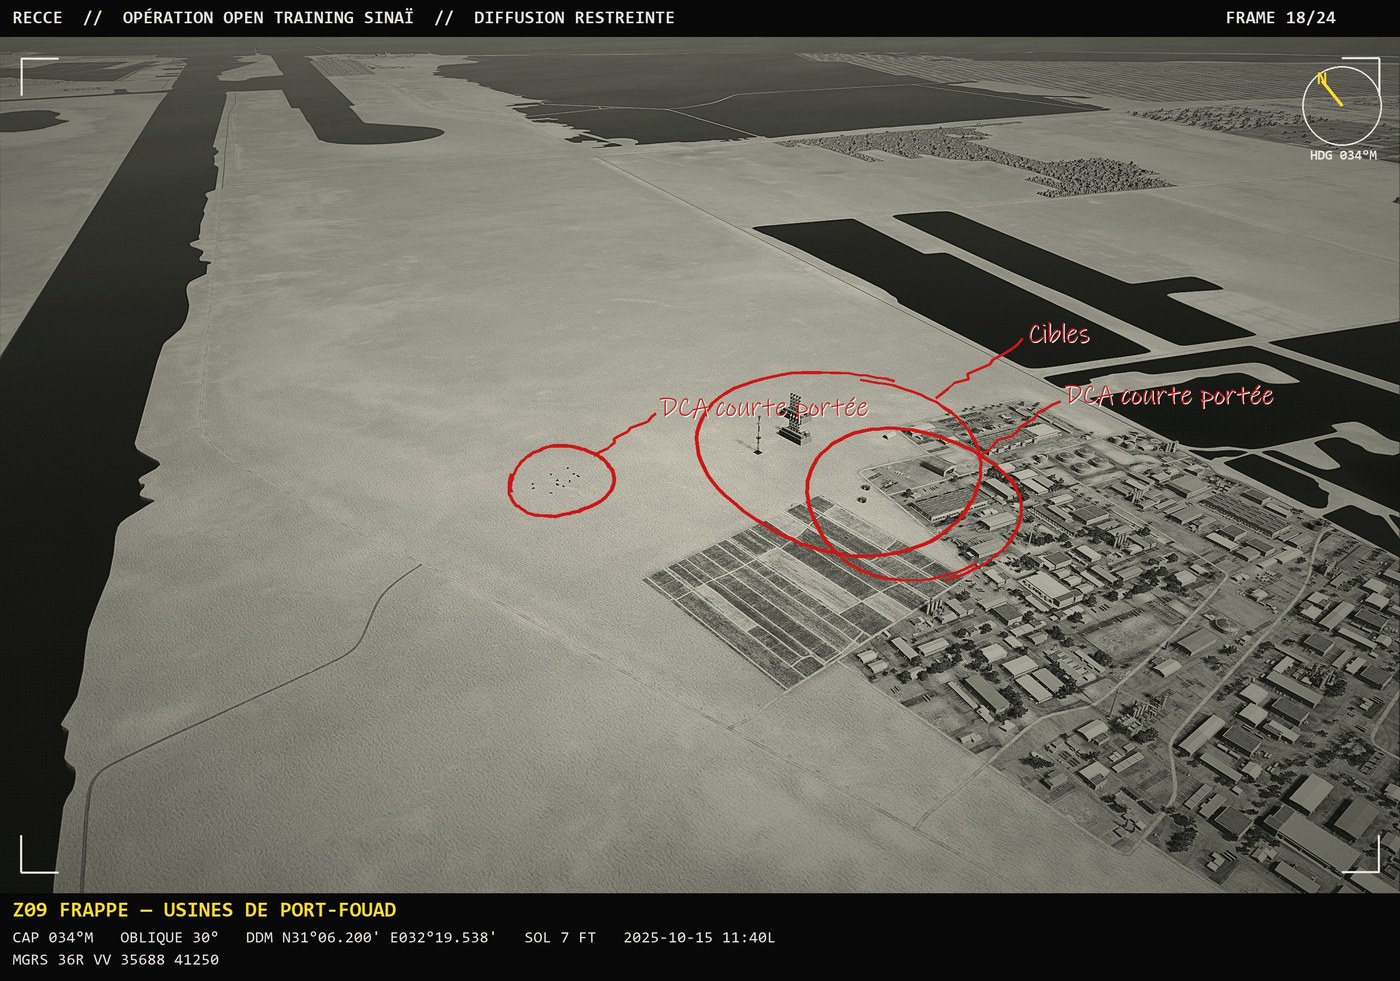 RECCE // OPÉRATION OPEN TRAINING SINAÏ // DIFFUSION RESTREINTE
FRAME 18/24
N
HDG 034°M
Cibles
DCA courte portée
DCA courte portée
Z09 FRAPPE — USINES DE PORT-FOUAD
CAP 034°M OBLIQUE 30° DDM N31°06.200' E032°19.538' SOL 7 FT 2025-10-15 11:40L
MGRS 36R VV 35688 41250